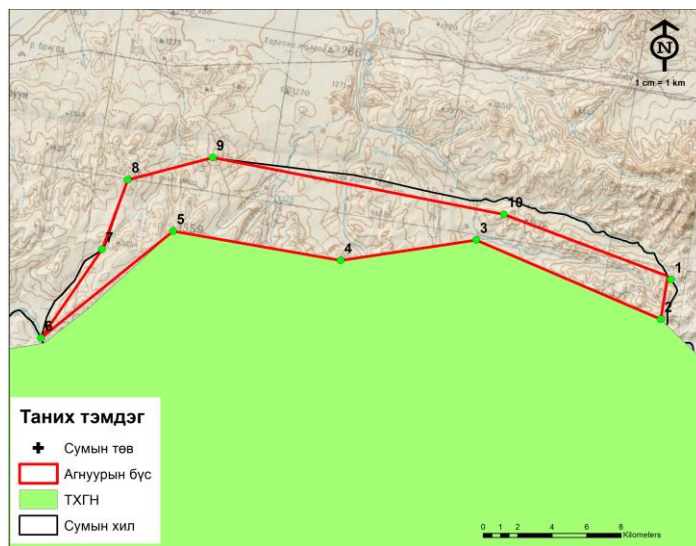 N
1 cm = 1 km
9
8
5
7
4
3
10
1
2
6
Таних тэмдэг
Сумын төв
Агнуурын бүс
ТХГН
Сумын хил
0 1 2 4 6 8
Kilometers